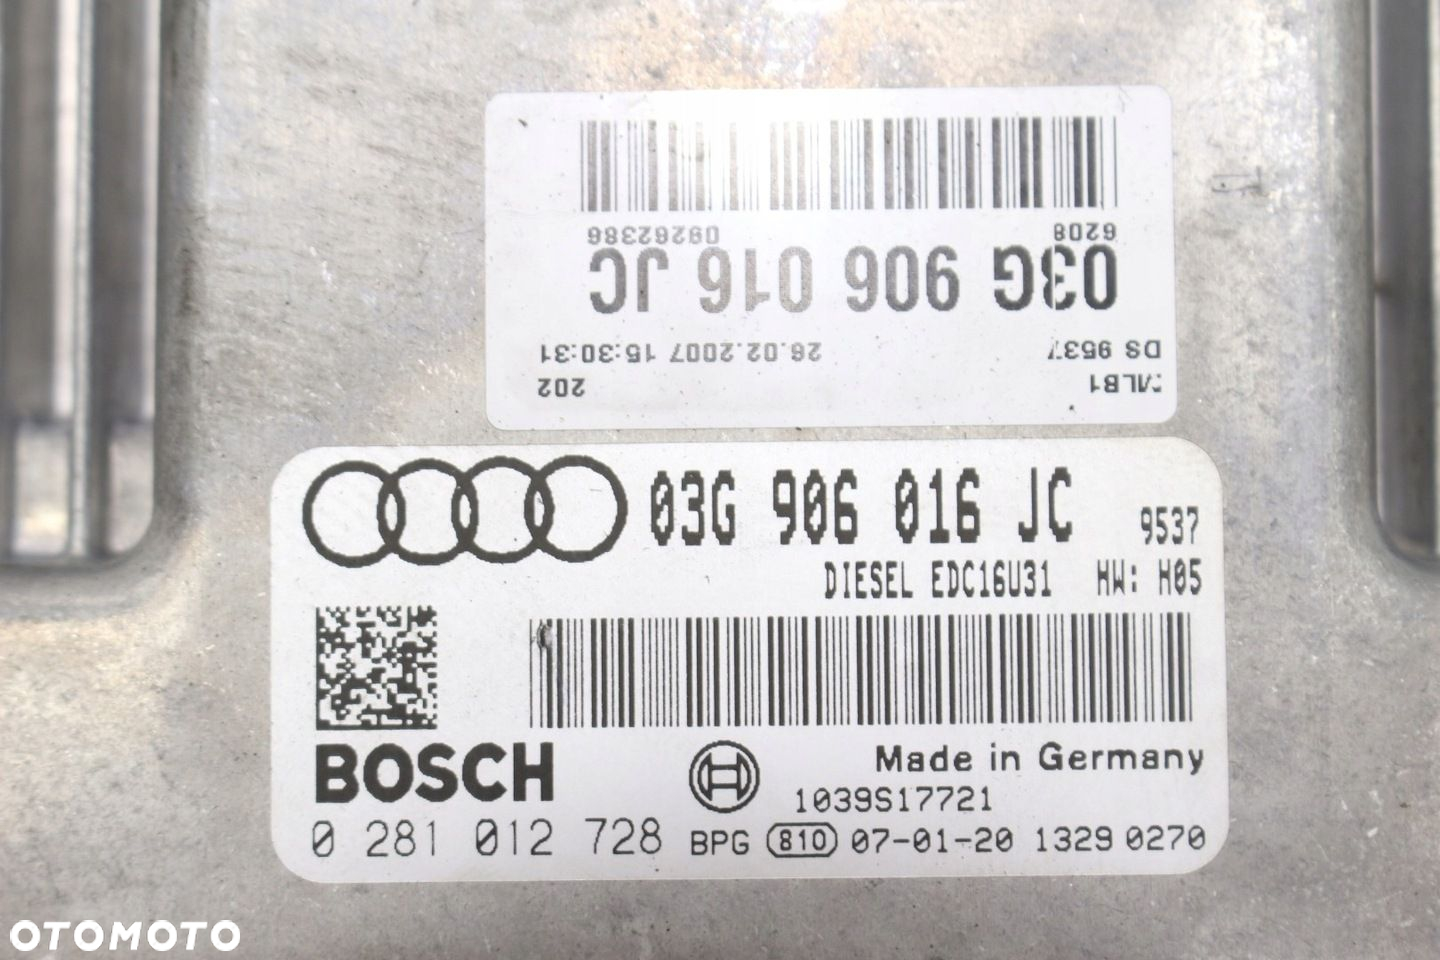 6208
09262386
03G 906 016 JC
DS 9537
26.02.2007 15:30:31
202
03G 906 016 JC
9537
DIESEL EDC16U31 HW: H05
BOSCH
Made in Germany
1039S17721
0 281 012 728 BPG 810 07-01-20 1329 0270
OTOMOTO